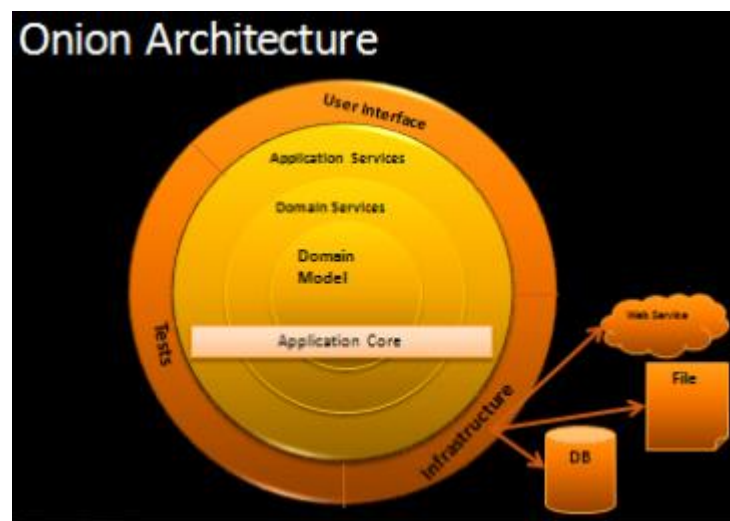 Onion Architecture
User Interface
Application Services
Domain Services
Domain
Model
Tests
Application Core
Infrastructure
Web Service
File
DB